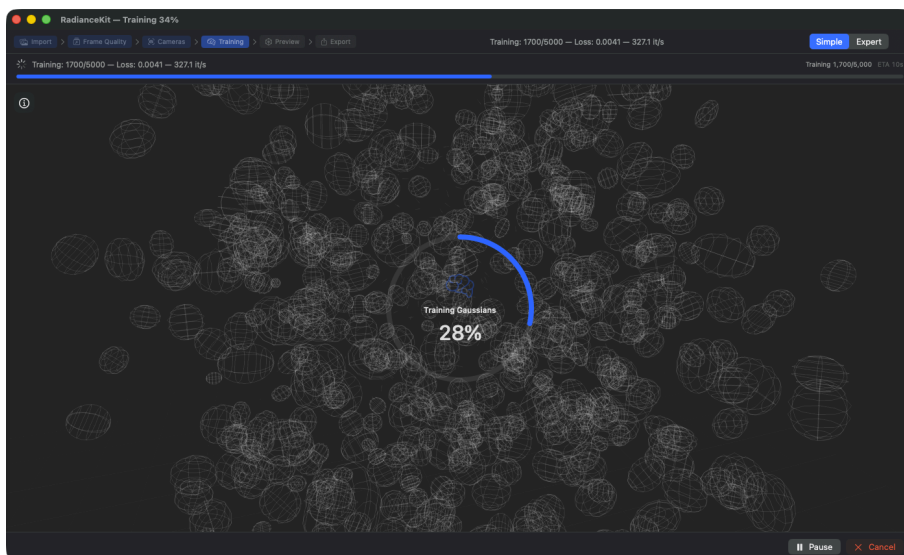 RadianceKit — Training 34%
Import > Frame Quality > Cameras > Training > Preview > Export
Training: 1700/5000 — Loss: 0.0041 — 327.1 it/s
Simple Expert
Training: 1700/5000 — Loss: 0.0041 — 327.1 it/s
Training 1,700/5,000 ETA 10s
Training Gaussians
28%
Pause
Cancel